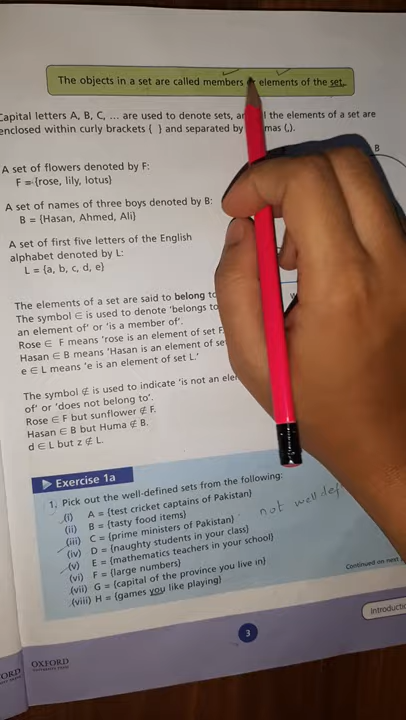 The objects in a set are called members or elements of the set.
Capital letters A, B, C, ... are used to denote sets, the elements of a set are
enclosed within curly brackets { } and separated by (,).
B
A set of flowers denoted by F:
F = {rose, lily, lotus}
A set of names of three boys denoted by B:
B = {Hasan, Ahmed, Ali}
A set of first five letters of the English
alphabet denoted by L:
L = {a, b, c, d, e}
The elements of a set are said to belong
The symbol ∈ is used to denote 'belongs to
an element of' or 'is a member of'.
Rose ∈ F means 'rose is an element of set F
Hasan ∈ B means 'Hasan is an element of
e ∈ L means 'e is an element of set L.'
The symbol ∉ is used to indicate 'is not an
of' or 'does not belong to'.
Rose ∈ F but sunflower ∉ F.
Hasan ∈ B but Huma ∉ B.
d ∈ L but z ∉ L.
Exercise 1a
1. Pick out the well-defined sets from the following:
(i) A = {test cricket captains of Pakistan}
(ii) B = {tasty food items}
(iii) C = {prime ministers of Pakistan}
(iv) D = {naughty students in your class}
(v) E = {mathematics teachers in your school}
(vi) F = {large numbers}
(vii) G = {capital of the province you live in}
(viii) H = {games you like playing}
not well
Continued on next
3
OXFORD
UNIVERSITY PRESS
OXFORD